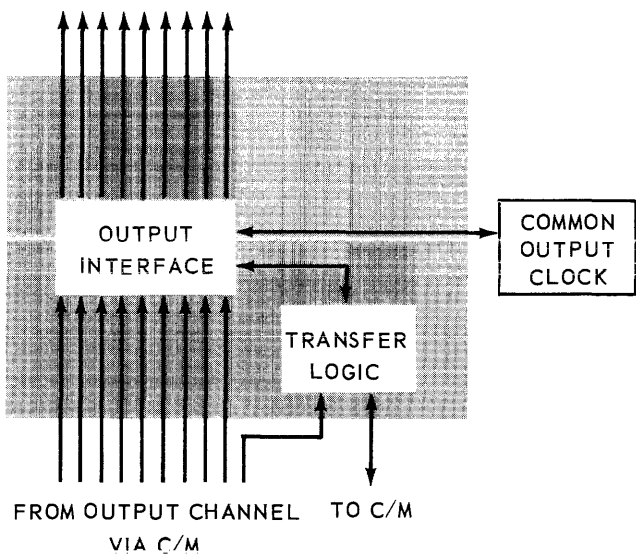 OUTPUT
INTERFACE
COMMON
OUTPUT
CLOCK
TRANSFER
LOGIC
FROM OUTPUT CHANNEL
VIA C/M
TO C/M